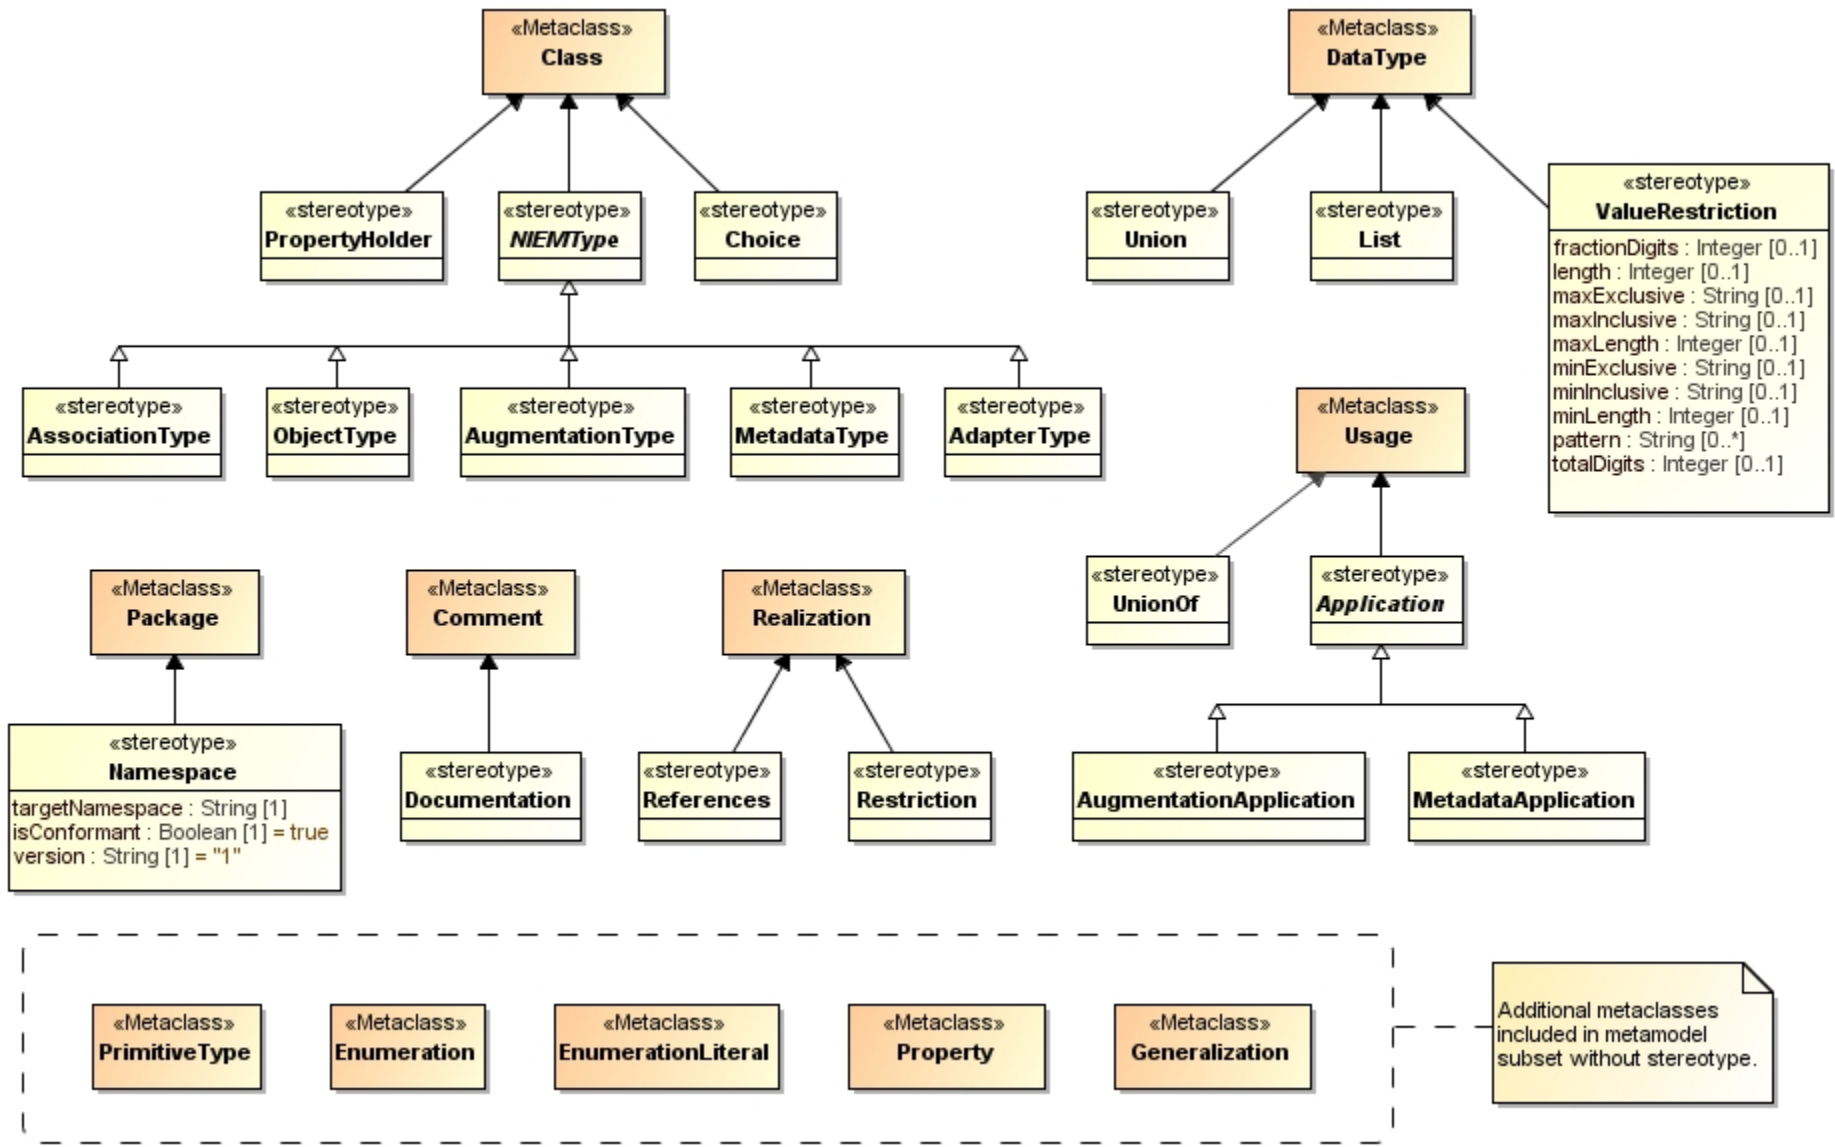 «Metaclass»
Class
«Metaclass»
DataType
«stereotype»
PropertyHolder
«stereotype»
NIEMType
«stereotype»
Choice
«stereotype»
Union
«stereotype»
List
«stereotype»
ValueRestriction
fractionDigits : Integer [0..1]
length : Integer [0..1]
maxExclusive : String [0..1]
maxInclusive : String [0..1]
maxLength : Integer [0..1]
minExclusive : String [0..1]
minInclusive : String [0..1]
minLength : Integer [0..1]
pattern : String [0..*]
totalDigits : Integer [0..1]
«stereotype»
AssociationType
«stereotype»
ObjectType
«stereotype»
AugmentationType
«stereotype»
MetadataType
«stereotype»
AdapterType
«Metaclass»
Usage
«stereotype»
UnionOf
«stereotype»
Application
«Metaclass»
Package
«Metaclass»
Comment
«Metaclass»
Realization
«stereotype»
Namespace
targetNamespace : String [1]
isConformant : Boolean [1] = true
version : String [1] = "1"
«stereotype»
Documentation
«stereotype»
References
«stereotype»
Restriction
«stereotype»
AugmentationApplication
«stereotype»
MetadataApplication
«Metaclass»
PrimitiveType
«Metaclass»
Enumeration
«Metaclass»
EnumerationLiteral
«Metaclass»
Property
«Metaclass»
Generalization
Additional metaclasses
included in metamodel
subset without stereotype.